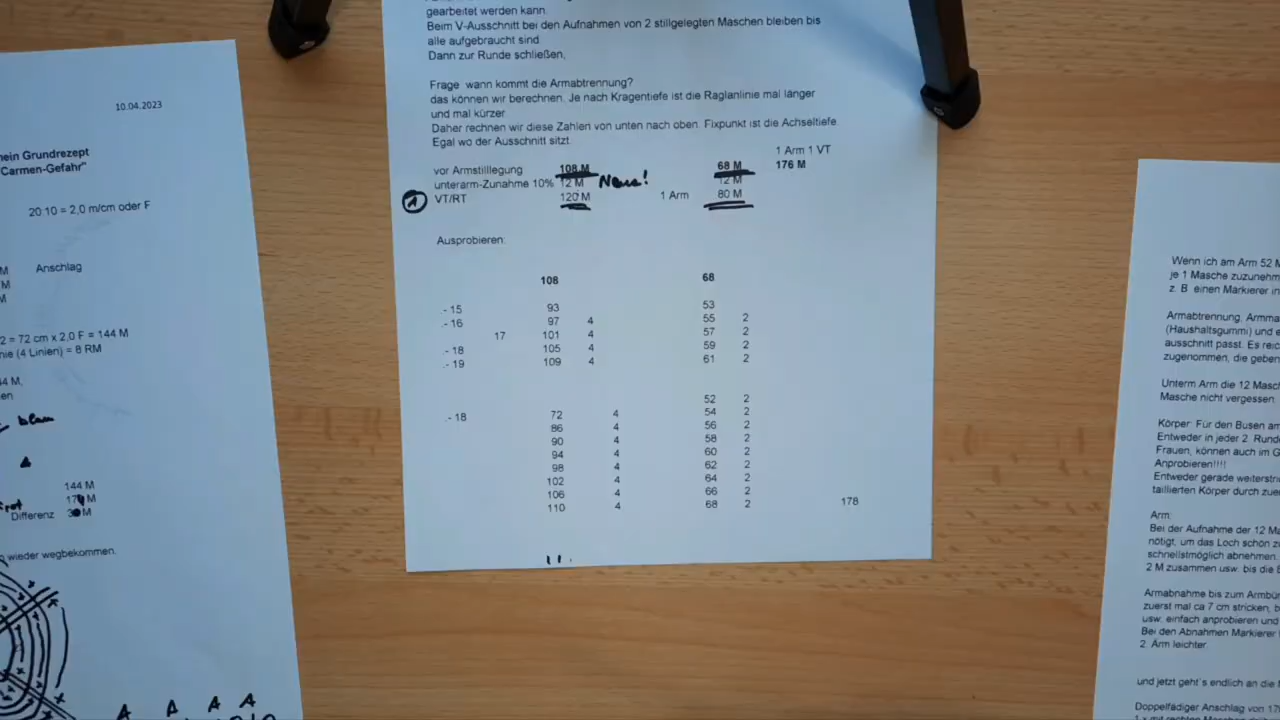 10.04.2023
ein Grundrezept
"Carmen-Gefahr"
20:10 = 2,0 m/cm oder F
M Anschlag
M
M
2 = 72 cm x 2,0 F = 144 M
nie (4 Linien) = 8 RM
4 M,
en
144 M
Differenz
wieder wegbekommen.
A A A A
gearbeitet werden kann.
Beim V-Ausschnitt bei den Aufnahmen von 2 stillgelegten Maschen bleiben bis
alle aufgebraucht sind.
Dann zur Runde schließen,
Frage wann kommt die Armabtrennung?
das können wir berechnen. Je nach Kragentiefe ist die Raglanlinie mal länger
und mal kürzer
Daher rechnen wir diese Zahlen von unten nach oben. Fixpunkt ist die Achseltiefe.
Egal wo der Ausschnitt sitzt.
1 Arm 1 VT
vor Armstilllegung 108 M 68 M 176 M
unterarm-Zunahme 10% 12 M Neue! 12 M
A VT/RT 120 M 1 Arm 80 M
Ausprobieren:
108 68
- 15 93 53
- 16 97 4 55 2
17 101 4 57 2
- 18 105 4 59 2
- 19 109 4 61 2
52 2
- 18 72 4 54 2
86 4 56 2
90 4 58 2
94 4 60 2
98 4 62 2
102 4 64 2
106 4 66 2
110 4 68 2 178
Wenn ich am Arm 52 M
je 1 Masche zuzunehm
z. B. einen Markierer in
Armabtrennung, Armma
(Haushaltsgummi) und e
ausschnitt passt. Es reic
zugenommen, die geben
Unterm Arm die 12 Masc
Masche nicht vergessen
Körper: Für den Busen am
Entweder in jeder 2. Runde
Frauen, können auch im G
Anprobieren!!!!
Entweder gerade weiterstri
taillierten Körper durch zue
Arm:
Bei der Aufnahme der 12 Ma
nötigt, um das Loch schön zu
schnellstmöglich abnehmen.
2 M zusammen usw. bis die
Armabnahme bis zum Armbün
zuerst mal ca 7 cm stricken, b
usw. einfach anprobieren und
Bei den Abnahmen Markierer
2. Arm leichter
und jetzt geht's endlich an die
Doppelfädiger Anschlag von